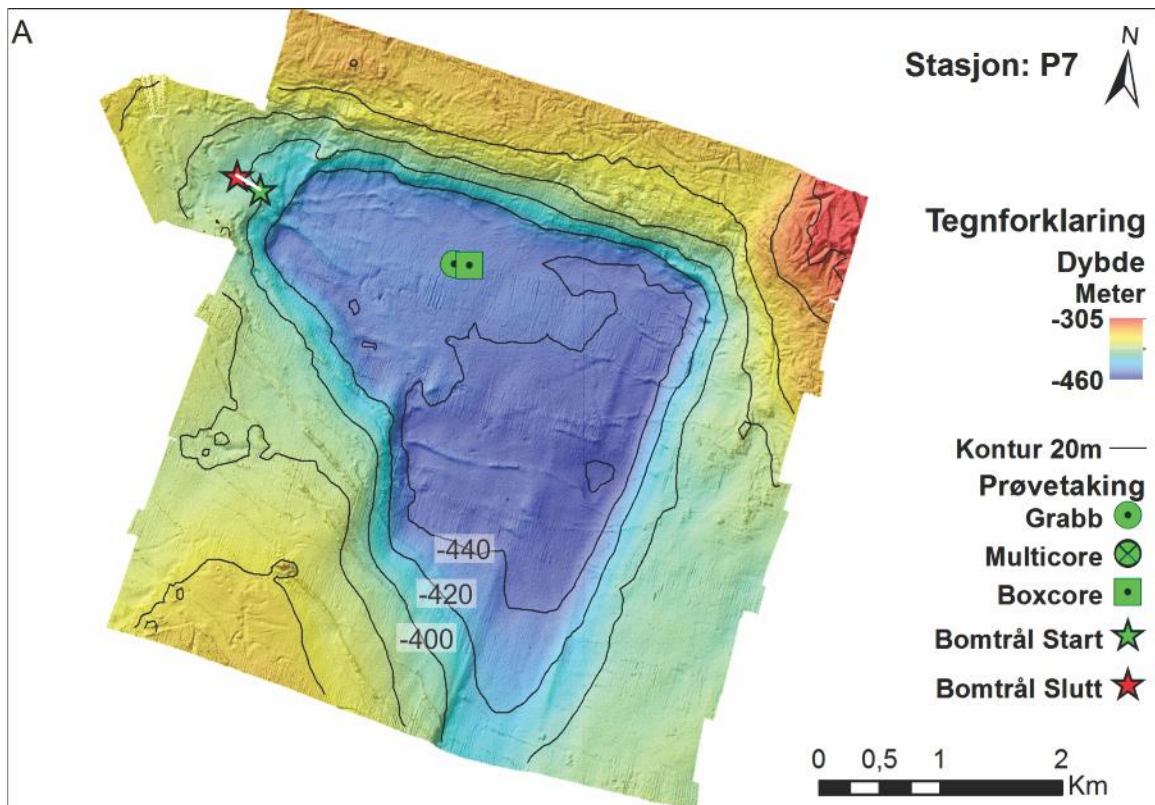 A
Stasjon: P7
N
Tegnforklaring
Dybde
Meter
-305
-460
Kontur 20m
Prøvetaking
Grabb
Multicore
Boxcore
Bomtrål Start
Bomtrål Slutt
-440
-420
-400
0 0,5 1 2
Km